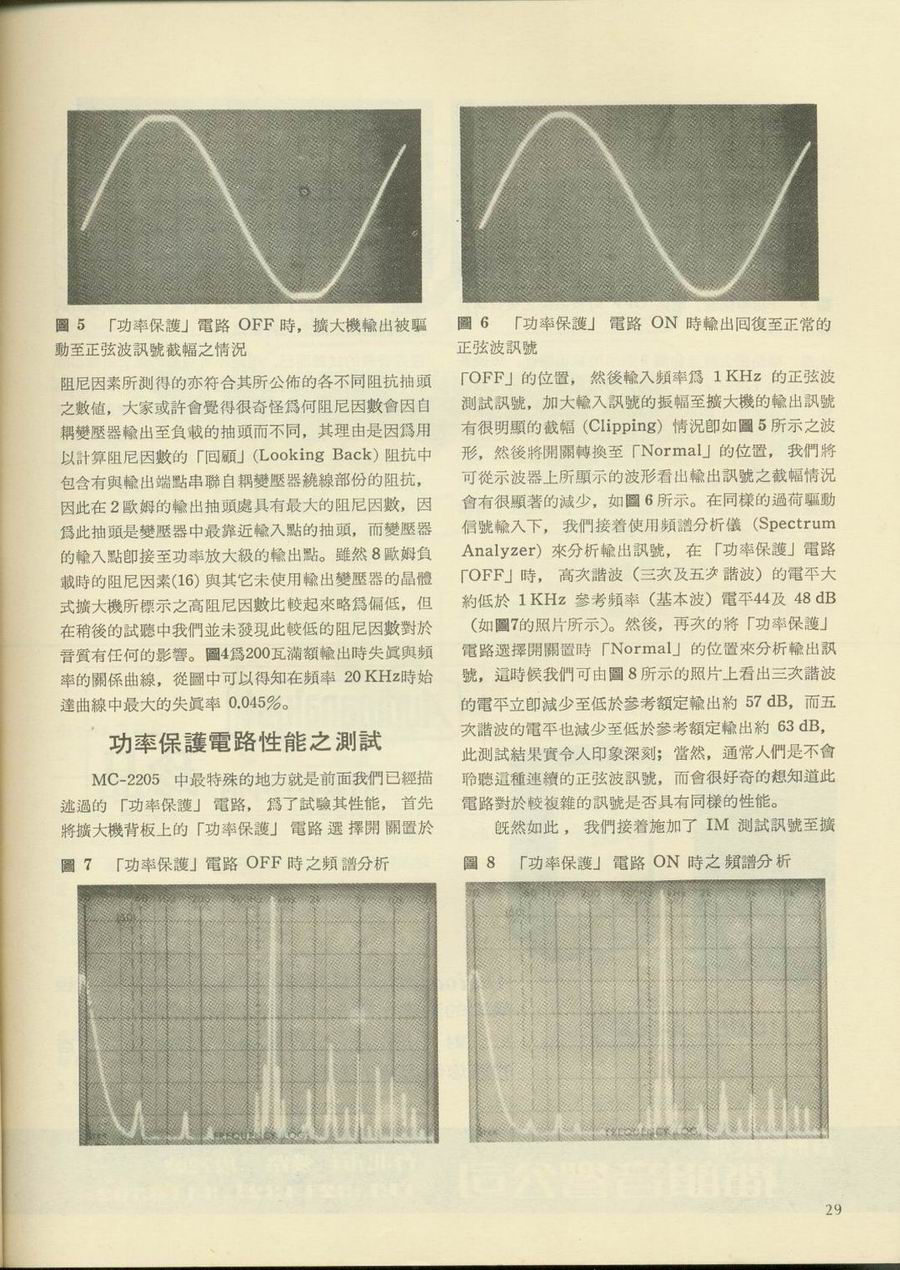 圖 5 「功率保護」電路 OFF 時，擴大機輸出被驅
動至正弦波訊號截幅之情況
圖 6 「功率保護」 電路 ON 時輸出回復至正常的
正弦波訊號
阻尼因素所測得的亦符合其所公佈的各不同阻抗抽頭
之數值，大家或許會覺得很奇怪爲何阻尼因數會因自
耦變壓器輸出至負載的抽頭而不同，其理由是因爲用
以計算阻尼因數的「回顧」(Looking Back) 阻抗中
包含有與輸出端點串聯自耦變壓器繞線部份的阻抗，
因此在 2 歐姆的輸出抽頭處具有最大的阻尼因數，因
爲此抽頭是變壓器中最靠近輸入點的抽頭，而變壓器
的輸入點卽接至功率放大級的輸出點。雖然 8 歐姆負
載時的阻尼因素(16) 與其它未使用輸出變壓器的晶體
式擴大機所標示之高阻尼因數比較起來略爲偏低，但
在稍後的試聽中我們並未發現此較低的阻尼因數對於
音質有任何的影響。圖4爲200瓦滿額輸出時失眞與頻
率的關係曲線，從圖中可以得知在頻率 20 KHz時始
達曲線中最大的失眞率 0.045%。
功率保護電路性能之測試
MC-2205 中最特殊的地方就是前面我們已經描
述過的「功率保護」電路，爲了試驗其性能，首先
將擴大機背板上的「功率保護」 電路 選 擇開 關置於
「OFF」的位置， 然後輸入頻率爲 1 KHz 的正弦波
測試訊號，加大輸入訊號的振幅至擴大機的輸出訊號
有很明顯的截幅 (Clipping) 情況卽如圖 5 所示之波
形，然後將開關轉換至「Normal」的位置， 我們將
可從示波器上所顯示的波形看出輸出訊號之截幅情況
會有很顯著的減少，如圖 6 所示。在同樣的過荷驅動
信號輸入下， 我們接着使用頻譜分析儀 (Spectrum
Analyzer) 來分析輸出訊號， 在 「功率保護」電路
「OFF」時， 高次諧波（三次及五次 諧波）的電平大
約低於 1 KHz 參考頻率（基本波）電平44及 48 dB
（如圖7的照片所示）。然後，再次的將「功率保護」
電路選擇開關置時「Normal」的位置來分析輸出訊
號，這時候我們可由圖 8 所示的照片上看出三次諧波
的電平立卽減少至低於參考額定輸出約 57 dB，而五
次諧波的電平也減少至低於參考額定輸出約 63 dB，
此測試結果實令人印象深刻；當然，通常人們是不會
聆聽這種連續的正弦波訊號，而會很好奇的想知道此
電路對於較複雜的訊號是否具有同樣的性能。
旣然如此， 我們接着施加了 IM 測試訊號至擴
圖 7 「功率保護」電路 OFF 時之頻 譜分析
圖 8 「功率保護」電路 ON 時之 頻譜分析
29